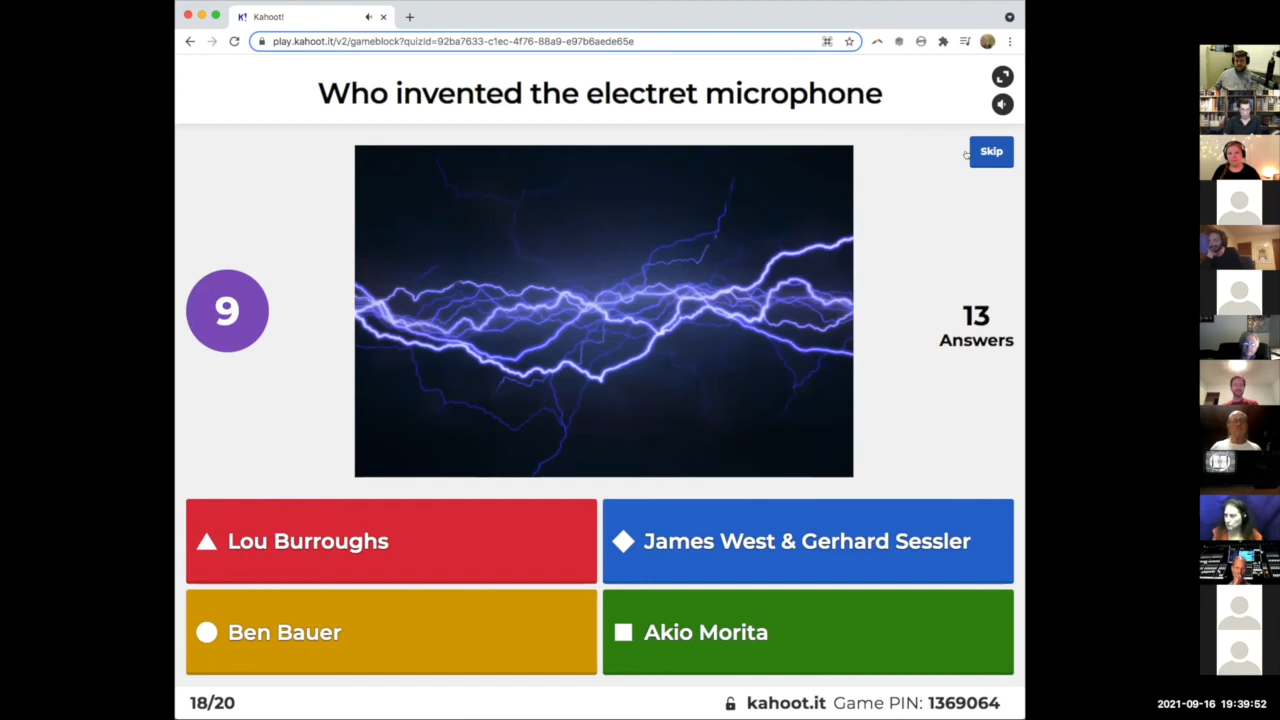 Kahoot!
play.kahoot.it/v2/gameblock?quizId=92ba7633-c1ec-4f76-88a9-e97b6aede65e
Who invented the electret microphone
Skip
9
13
Answers
Lou Burroughs
James West & Gerhard Sessler
Ben Bauer
Akio Morita
18/20
kahoot.it Game PIN: 1369064
2021-09-16 19:39:52